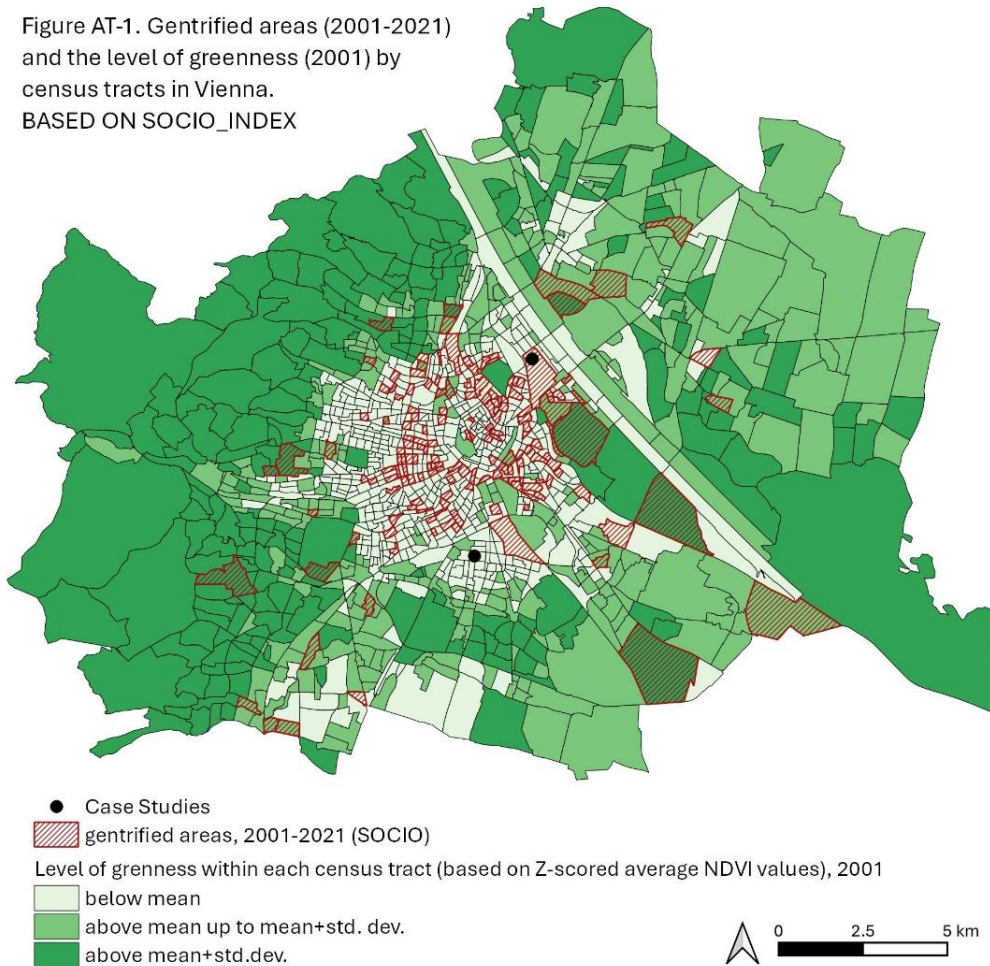 Figure AT-1. Gentrified areas (2001-2021)
and the level of greenness (2001) by
census tracts in Vienna.
BASED ON SOCIO_INDEX
Case Studies
gentrified areas, 2001-2021 (SOCIO)
Level of grenness within each census tract (based on Z-scored average NDVI values), 2001
below mean
above mean up to mean+std. dev.
above mean+std.dev.
0 2.5 5 km